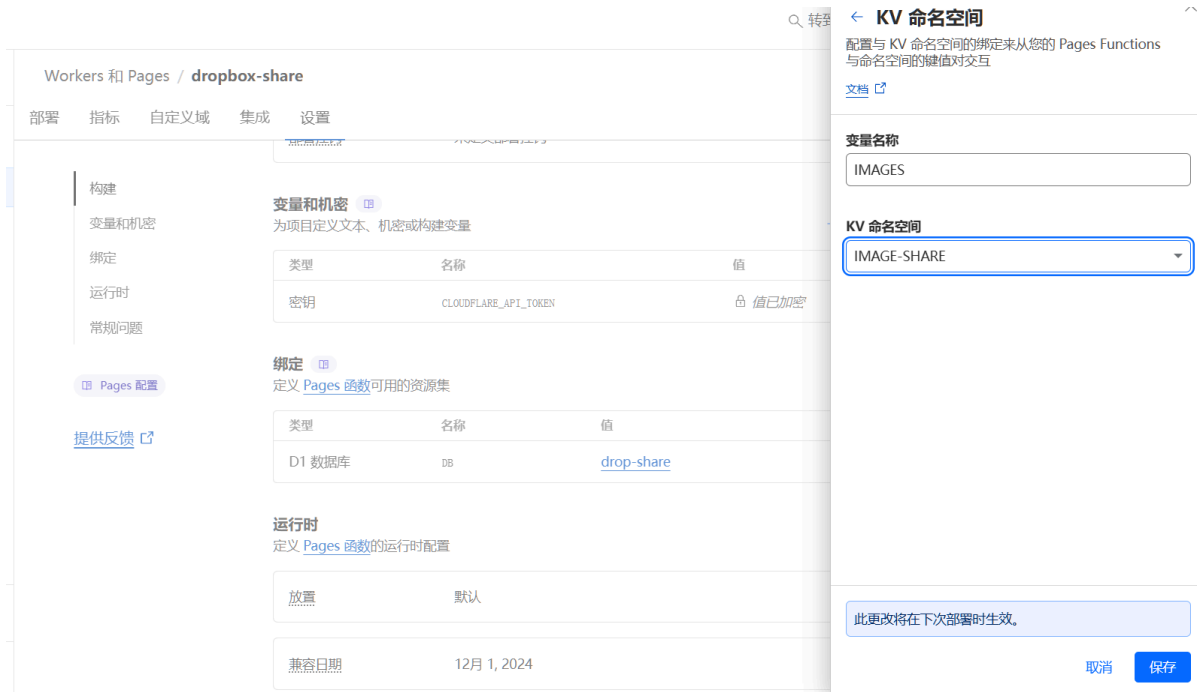 转到
Workers 和 Pages / dropbox-share
部署 指标 自定义域 集成 设置
构建
变量和机密
绑定
运行时
常规问题
Pages 配置
提供反馈
变量和机密
为项目定义文本、机密或构建变量
类型 名称 值
密钥 CLOUDFLARE_API_TOKEN 值已加密
绑定
定义 Pages 函数可用的资源集
类型 名称 值
D1 数据库 DB drop-share
运行时
定义 Pages 函数的运行时配置
放置 默认
兼容日期 12月 1, 2024
KV 命名空间
配置与 KV 命名空间的绑定来从您的 Pages Functions
与命名空间的键值对交互
文档
变量名称
IMAGES
KV 命名空间
IMAGE-SHARE
此更改将在下次部署时生效。
取消 保存